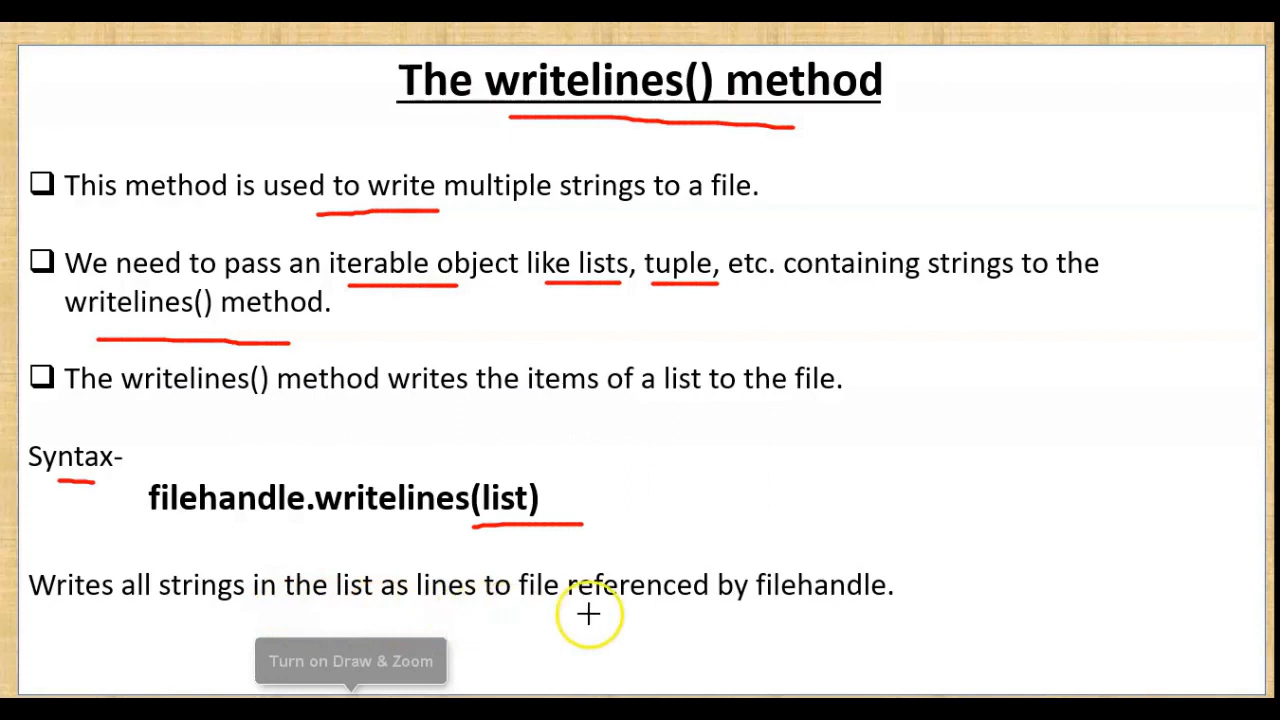 The writelines() method
This method is used to write multiple strings to a file.
We need to pass an iterable object like lists, tuple, etc. containing strings to the
writelines() method.
The writelines() method writes the items of a list to the file.
Syntax-
filehandle.writelines(list)
Writes all strings in the list as lines to file referenced by filehandle.
Turn on Draw & Zoom